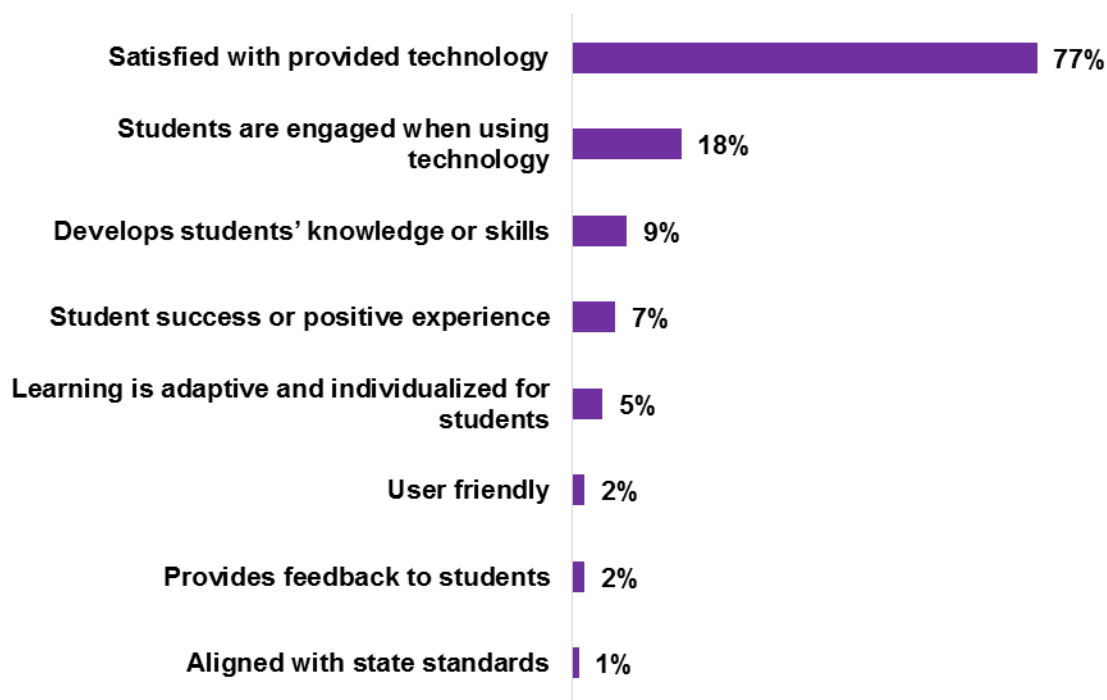 Satisfied with provided technology 77%
Students are engaged when using
technology 18%
Develops students’ knowledge or skills 9%
Student success or positive experience 7%
Learning is adaptive and individualized for
students 5%
User friendly 2%
Provides feedback to students 2%
Aligned with state standards 1%